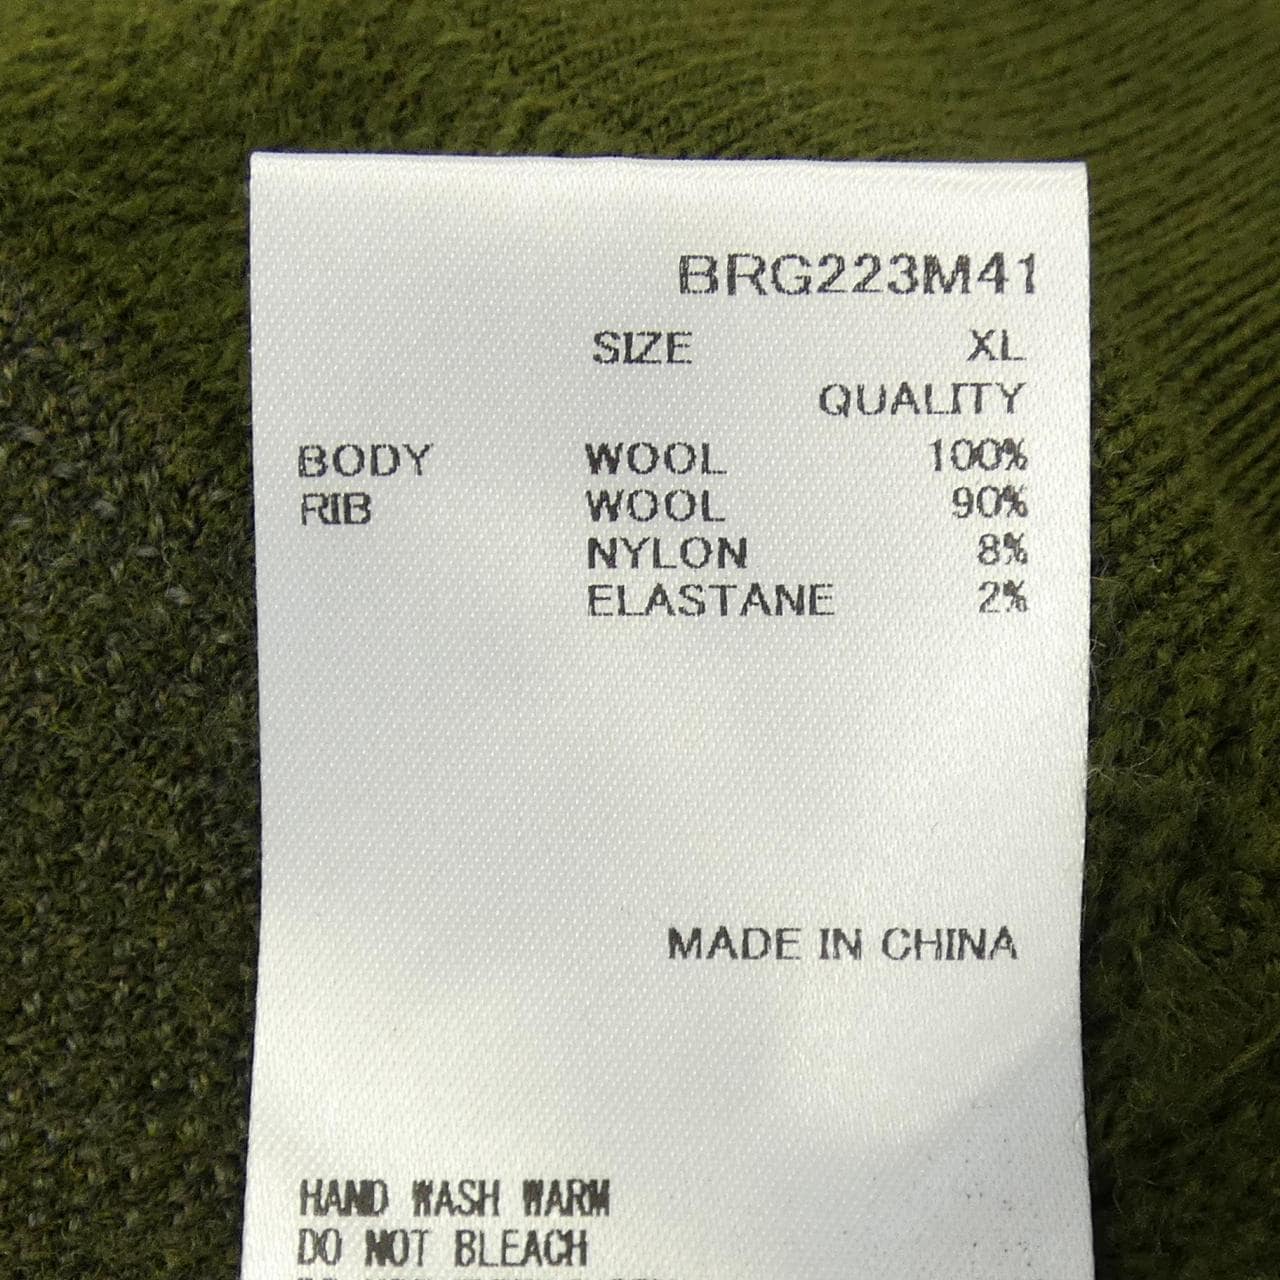 BRG223M41
SIZE XL
QUALITY
BODY WOOL 100%
RIB WOOL 90%
NYLON 8%
ELASTANE 2%
MADE IN CHINA
HAND WASH WARM
DO NOT BLEACH